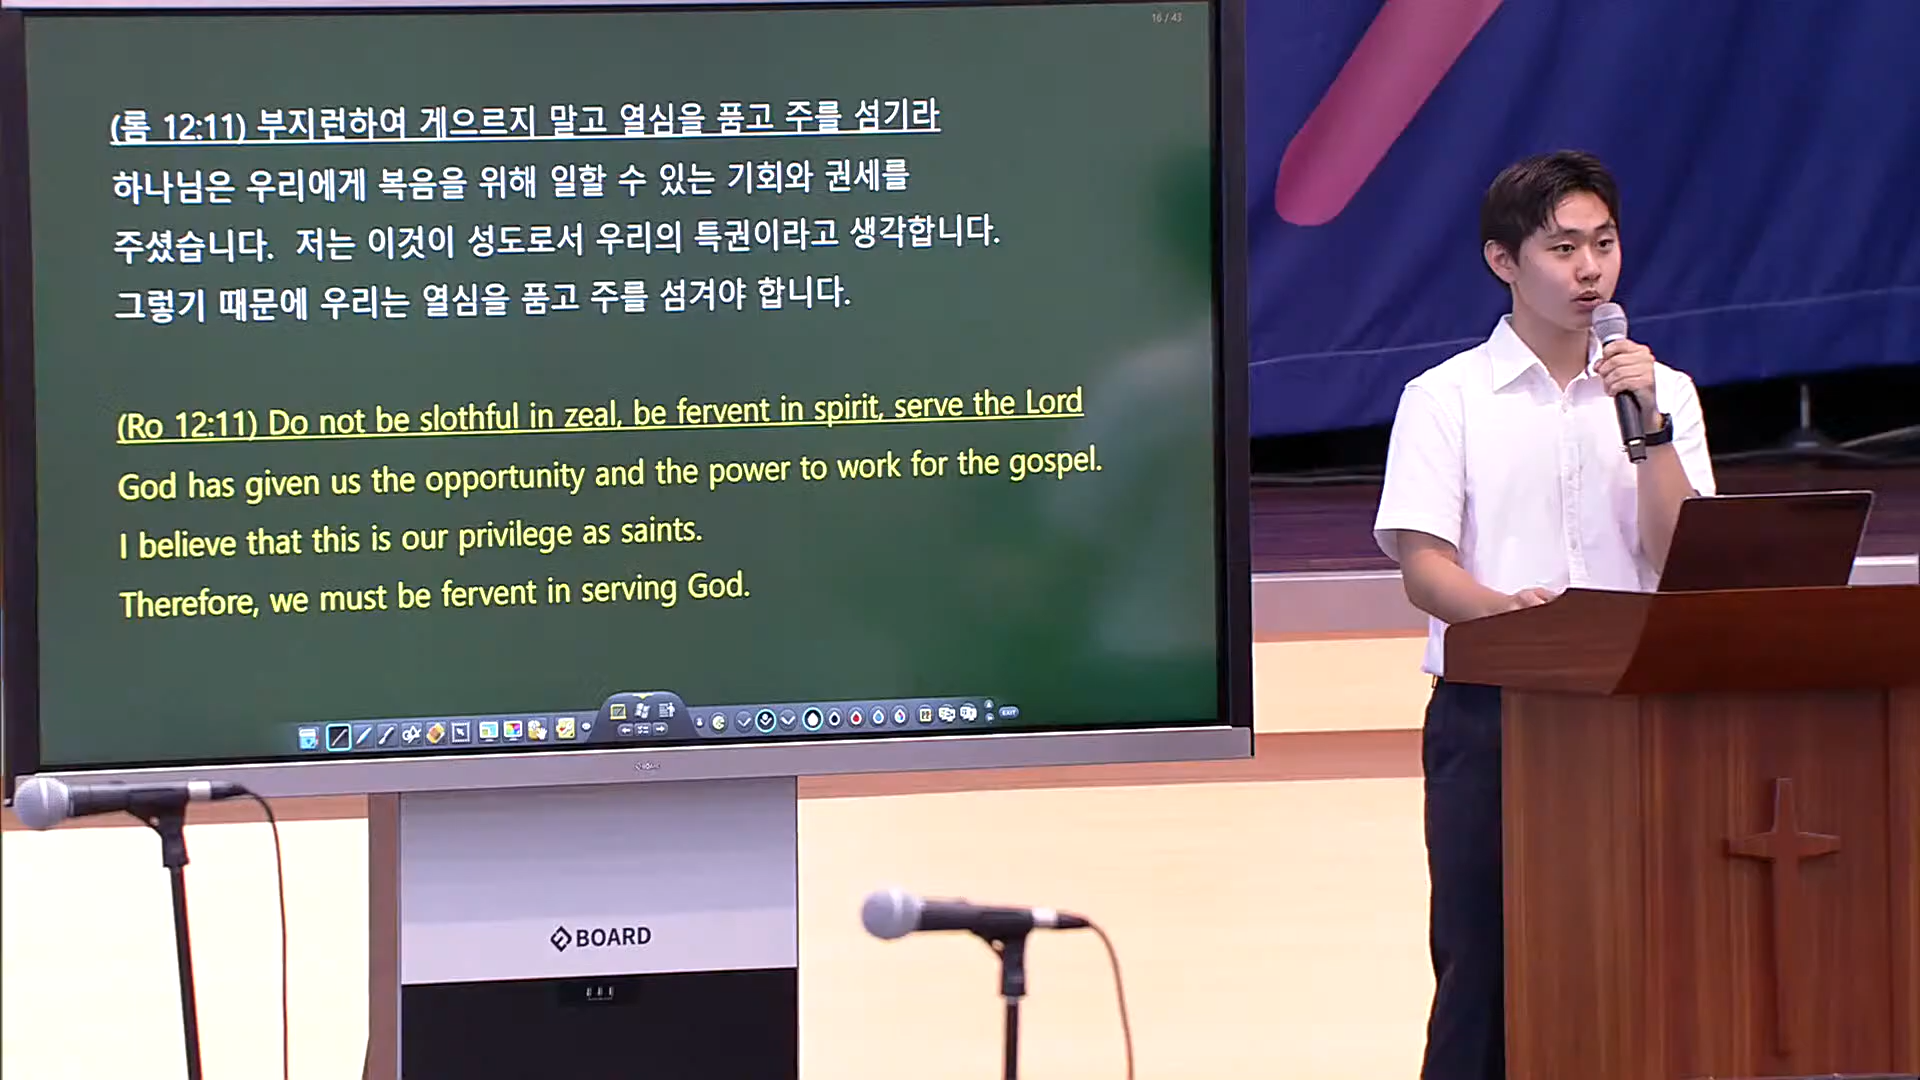 16 / 43
(롬 12:11) 부지런하여 게으르지 말고 열심을 품고 주를 섬기라
하나님은 우리에게 복음을 위해 일할 수 있는 기회와 권세를
주셨습니다. 저는 이것이 성도로서 우리의 특권이라고 생각합니다.
그렇기 때문에 우리는 열심을 품고 주를 섬겨야 합니다.
(Ro 12:11) Do not be slothful in zeal, be fervent in spirit, serve the Lord
God has given us the opportunity and the power to work for the gospel.
I believe that this is our privilege as saints.
Therefore, we must be fervent in serving God.
EXIT
BOARD